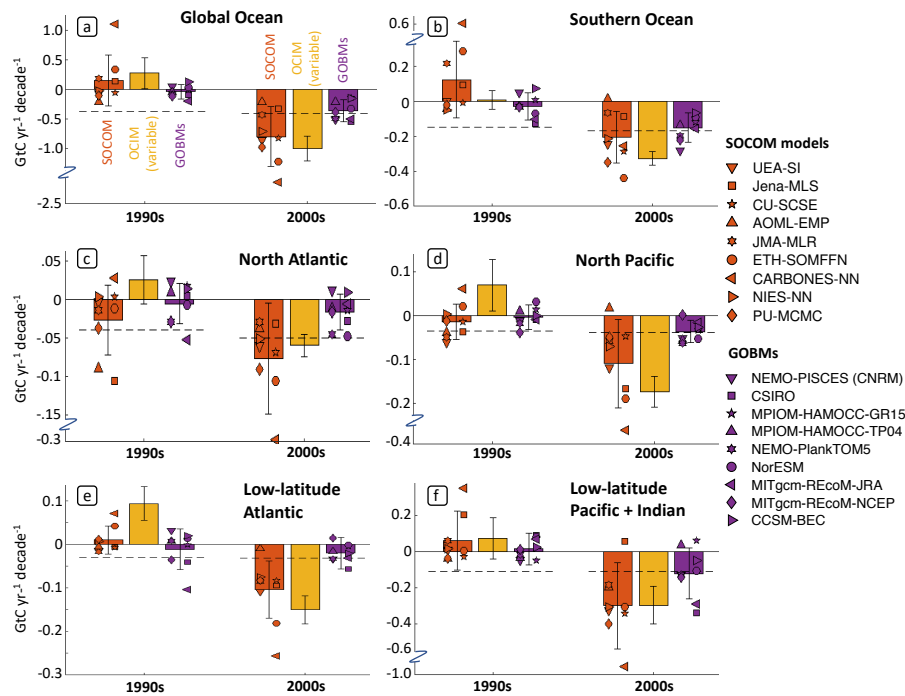 a
Global Ocean
GtC yr⁻¹ decade⁻¹
1.0
0.5
0
-0.5
-1.0
-2.5
SOCOM
OCIM
(variable)
GOBMs
SOCOM
OCIM
(variable)
GOBMs
1990s
2000s
b
Southern Ocean
0.6
0.4
0.2
0
-0.2
-0.4
-0.6
1990s
2000s
c
North Atlantic
GtC yr⁻¹ decade⁻¹
0.05
0
-.05
-0.1
-.15
-0.3
1990s
2000s
d
North Pacific
0.1
0
-0.1
-0.2
-0.4
1990s
2000s
e
Low-latitude
Atlantic
GtC yr⁻¹ decade⁻¹
0.1
0
-0.1
-0.2
-0.3
1990s
2000s
f
Low-latitude
Pacific + Indian
0.4
0.2
0
-0.2
-0.4
-0.6
-1.0
1990s
2000s
SOCOM models
UEA-SI
Jena-MLS
CU-SCSE
AOML-EMP
JMA-MLR
ETH-SOMFFN
CARBONES-NN
NIES-NN
PU-MCMC
GOBMs
NEMO-PISCES (CNRM)
CSIRO
MPIOM-HAMOCC-GR15
MPIOM-HAMOCC-TP04
NEMO-PlankTOM5
NorESM
MITgcm-REcoM-JRA
MITgcm-REcoM-NCEP
CCSM-BEC